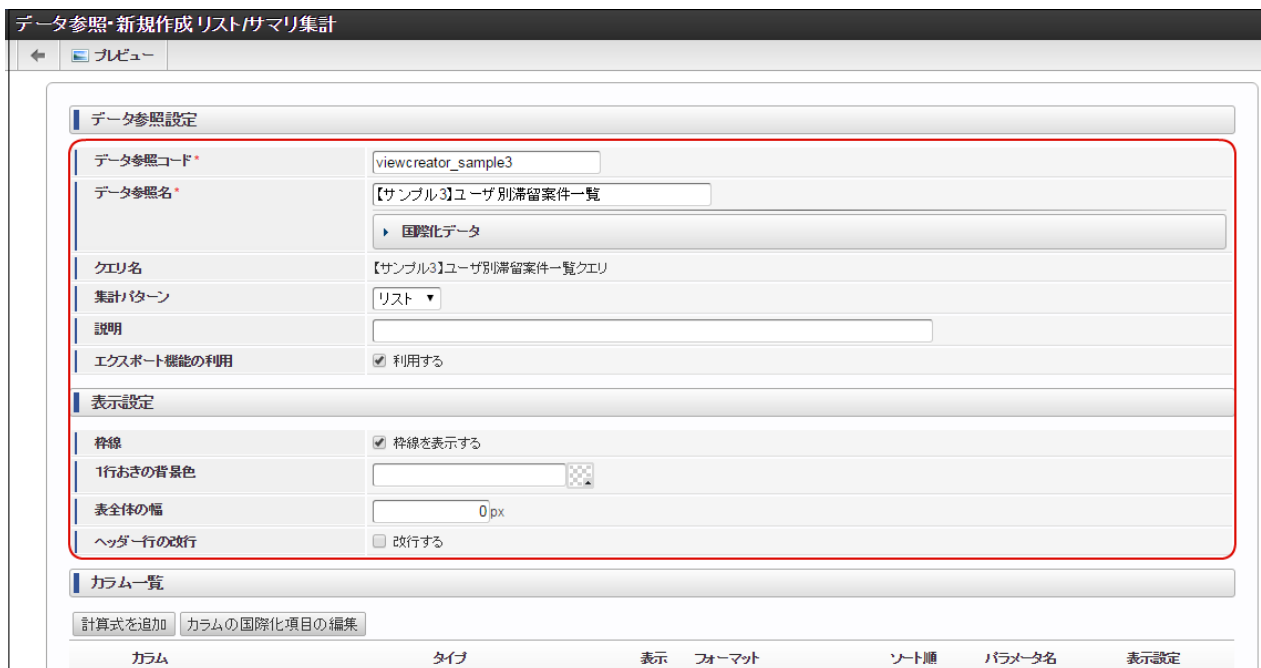 データ参照・新規作成 リスト/サマリ集計
プレビュー
データ参照設定
データ参照コード* viewcreator_sample3
データ参照名* 【サンプル3】ユーザ別滞留案件一覧
国際化データ
クエリ名 【サンプル3】ユーザ別滞留案件一覧クエリ
集計パターン リスト
説明
エクスポート機能の利用 利用する
表示設定
枠線 枠線を表示する
1行おきの背景色
表全体の幅 0 px
ヘッダー行の改行 改行する
カラム一覧
計算式を追加 カラムの国際化項目の編集
カラム タイプ 表示 フォーマット ソート順 パラメータ名 表示設定